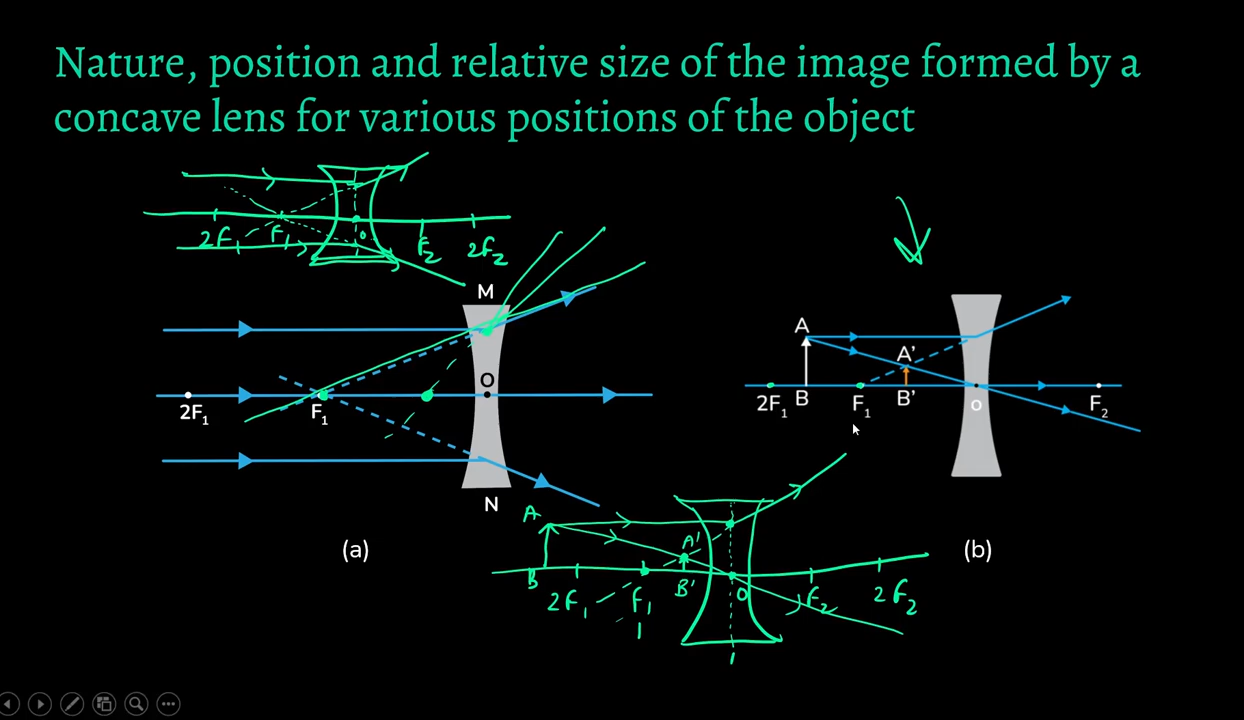 Nature, position and relative size of the image formed by a
concave lens for various positions of the object
2F₁ F₁ O F₂ 2F₂
M
O
2F₁ F₁
N
(a)
A
A'
2F₁ B F₁ B' O F₂
(b)
A
A'
B 2F₁ F₁ B' O F₂ 2F₂